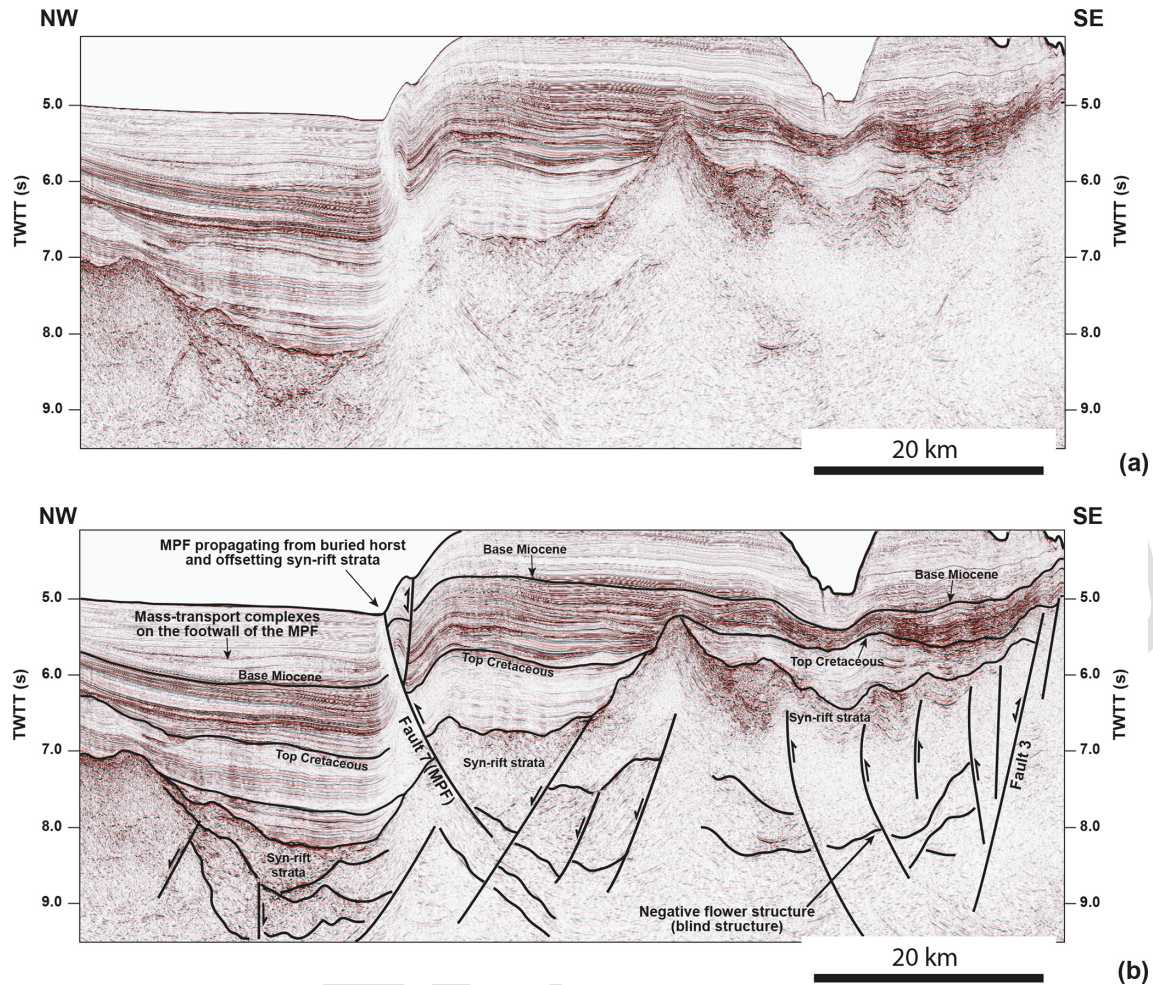 NW
SE
5.0
5.0
6.0
6.0
TWTT (s)
TWTT (s)
7.0
7.0
8.0
8.0
9.0
9.0
20 km
(a)
NW
SE
MPF propagating from buried horst
and offsetting syn-rift strata
Base Miocene
Base Miocene
5.0
5.0
Mass-transport complexes
on the footwall of the MPF
Top Cretaceous
Top Cretaceous
Base Miocene
6.0
6.0
TWTT (s)
TWTT (s)
Syn-rift strata
Top Cretaceous
Fault 7 (MPF)
Syn-rift strata
Fault 3
7.0
7.0
8.0
8.0
Syn-rift
strata
9.0
9.0
Negative flower structure
(blind structure)
20 km
(b)